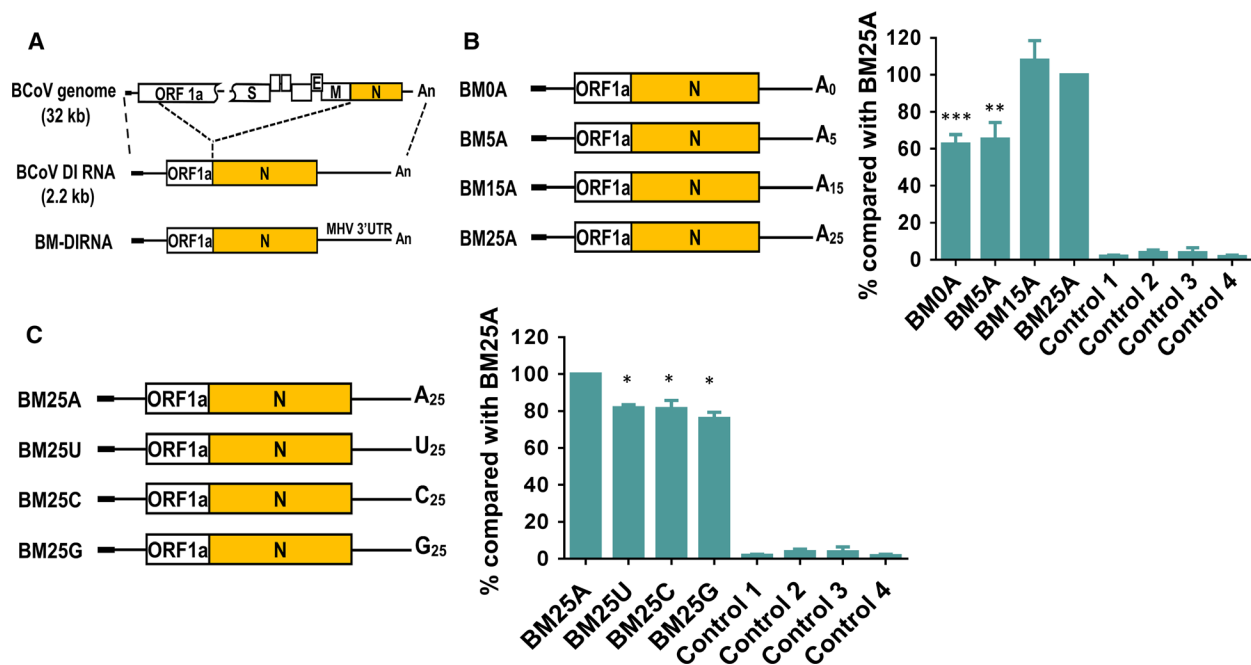 A
BCoV genome
(32 kb)
ORF 1a
S
E
M
N
An
BCoV DI RNA
(2.2 kb)
ORF1a
N
An
BM-DIRNA
ORF1a
N
MHV 3'UTR
An
B
BM0A
ORF1a
N
A0
BM5A
ORF1a
N
A5
BM15A
ORF1a
N
A15
BM25A
ORF1a
N
A25
% compared with BM25A
120
100
80
60
40
20
0
***
**
BM0A
BM5A
BM15A
BM25A
Control 1
Control 2
Control 3
Control 4
C
BM25A
ORF1a
N
A25
BM25U
ORF1a
N
U25
BM25C
ORF1a
N
C25
BM25G
ORF1a
N
G25
% compared with BM25A
120
100
80
60
40
20
0
*
*
*
BM25A
BM25U
BM25C
BM25G
Control 1
Control 2
Control 3
Control 4